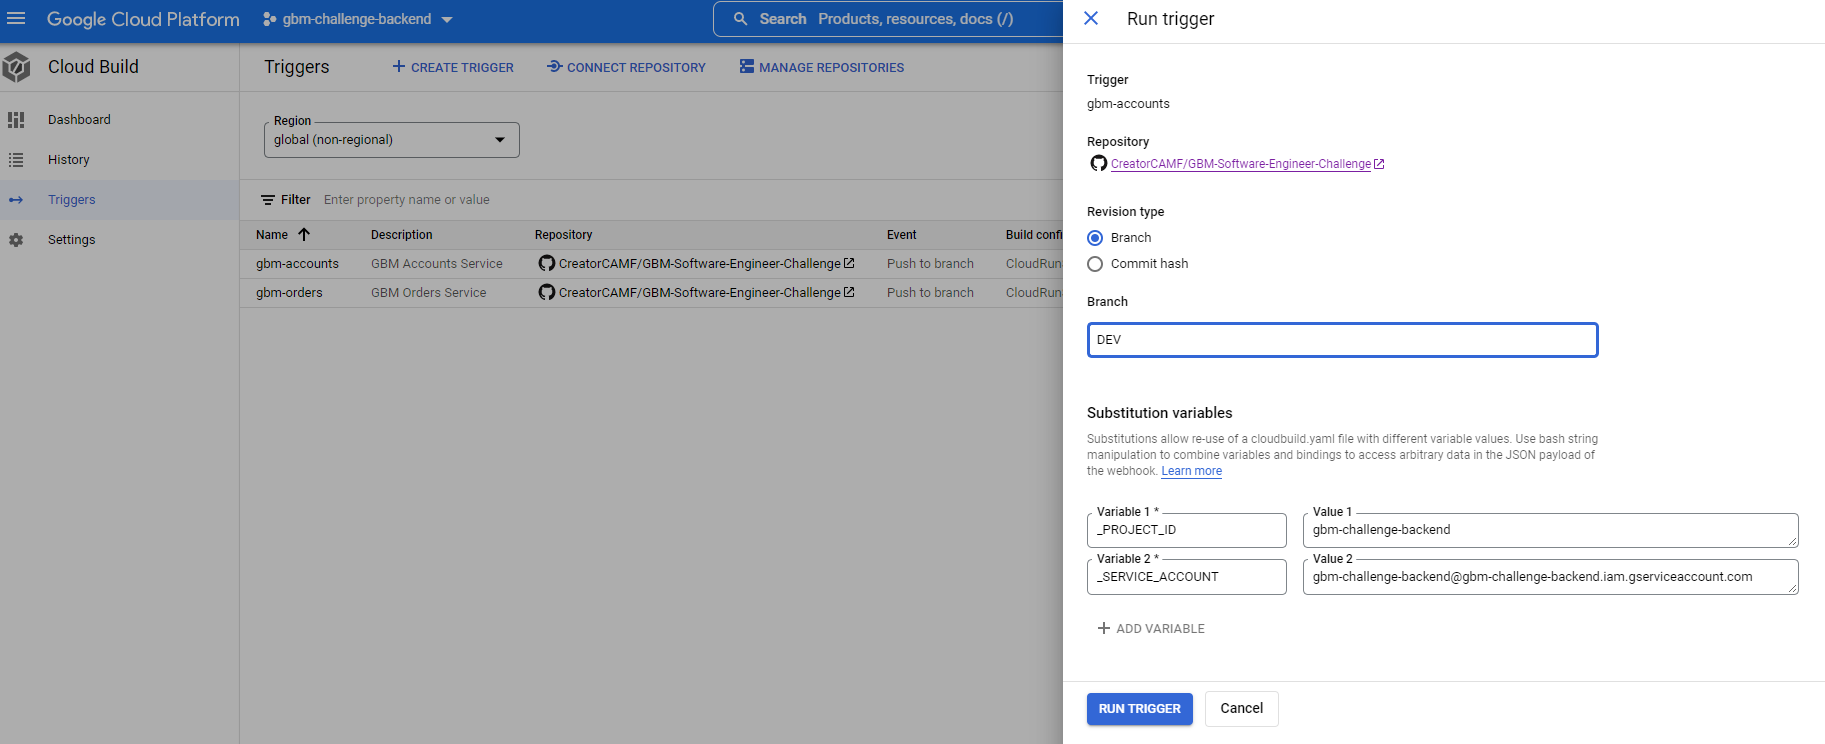 Google Cloud Platform
gbm-challenge-backend
Search Products, resources, docs (/)
Cloud Build
Dashboard
History
Triggers
Settings
Triggers
CREATE TRIGGER
CONNECT REPOSITORY
MANAGE REPOSITORIES
Region
global (non-regional)
Filter Enter property name or value
Name Description Repository Event Build confi
gbm-accounts GBM Accounts Service CreatorCAMF/GBM-Software-Engineer-Challenge Push to branch CloudRun
gbm-orders GBM Orders Service CreatorCAMF/GBM-Software-Engineer-Challenge Push to branch CloudRun
Run trigger
Trigger
gbm-accounts
Repository
CreatorCAMF/GBM-Software-Engineer-Challenge
Revision type
Branch
Commit hash
Branch
DEV
Substitution variables
Substitutions allow re-use of a cloudbuild.yaml file with different variable values. Use bash string
manipulation to combine variables and bindings to access arbitrary data in the JSON payload of
the webhook. Learn more
Variable 1 * Value 1
_PROJECT_ID gbm-challenge-backend
Variable 2 * Value 2
_SERVICE_ACCOUNT gbm-challenge-backend@gbm-challenge-backend.iam.gserviceaccount.com
ADD VARIABLE
RUN TRIGGER Cancel